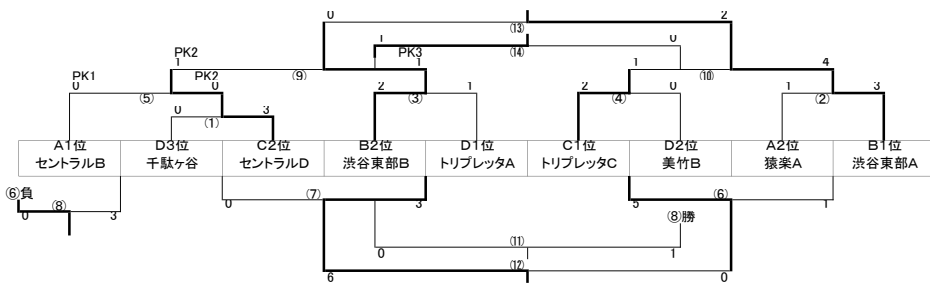 0 2
⑬
1 0
⑭
PK2 PK3
1 ⑨ 1 1 ⑩ 4
PK1 PK2
0 ⑤ 0 2 ③ 1 2 ④ 0 1 ② 3
0 (1) 3
A1位 D3位 C2位 B2位 D1位 C1位 D2位 A2位 B1位
セントラルB 千駄ヶ谷 セントラルD 渋谷東部B トリプレッタA トリプレッタC 美竹B 猿楽A 渋谷東部A
⑥負 0 ⑦ 3 5 ⑥ 1
0 ⑧ 3 ⑧勝
0 ⑪ 1
6 ⑫ 0